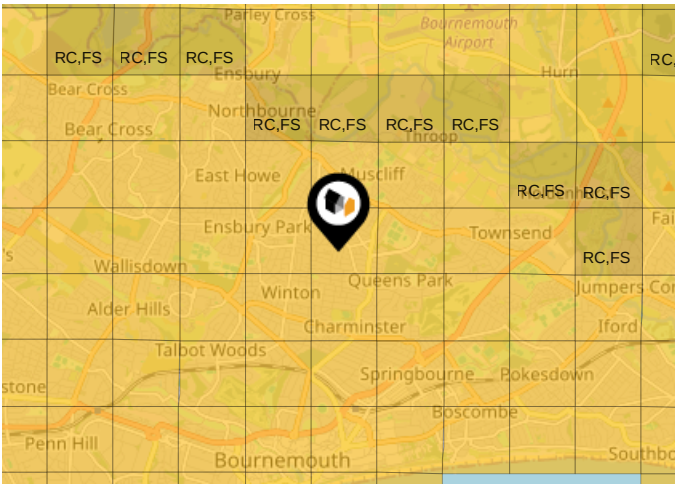 Parley Cross
Bournemouth
Airport
RC,FS RC,FS RC,FS RC,
Ensbury Hurn
Bear Cross
Northbourne
Bear Cross RC,FS RC,FS RC,FS RC,FS
Throop
East Howe Muscliff
RC,FS RC,FS
Ensbury Park Townsend
's
Wallisdown RC,FS
Winton Queens Park Jumpers Cor
Alder Hills
Charminster Iford
Talbot Woods
stone Springbourne Pokesdown
Boscombe
Penn Hill
Bournemouth Southbo